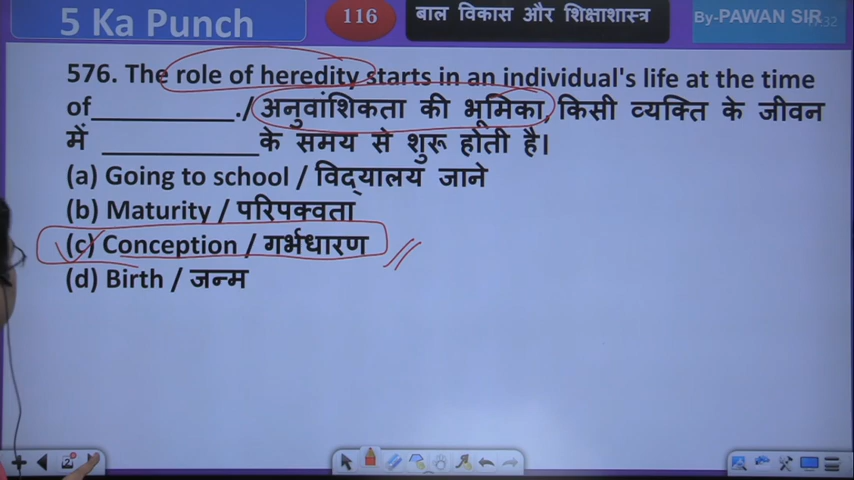 5 Ka Punch
116
बाल विकास और शिक्षाशास्त्र
By-PAWAN SIR
576. The role of heredity starts in an individual's life at the time
of___________./ अनुवांशिकता की भूमिका, किसी व्यक्ति के जीवन
में ____________के समय से शुरू होती है।
(a) Going to school / विद्यालय जाने
(b) Maturity / परिपक्वता
(c) Conception / गर्भधारण
(d) Birth / जन्म